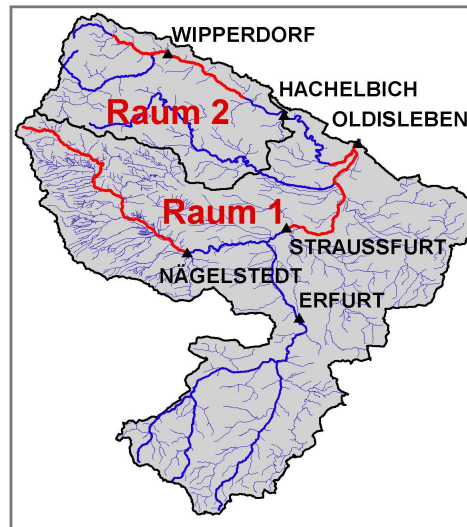 WIPPERDORF
HACHELBICH
Raum 2
OLDISLEBEN
Raum 1
STRAUSSFURT
NÄGELSTEDT
ERFURT